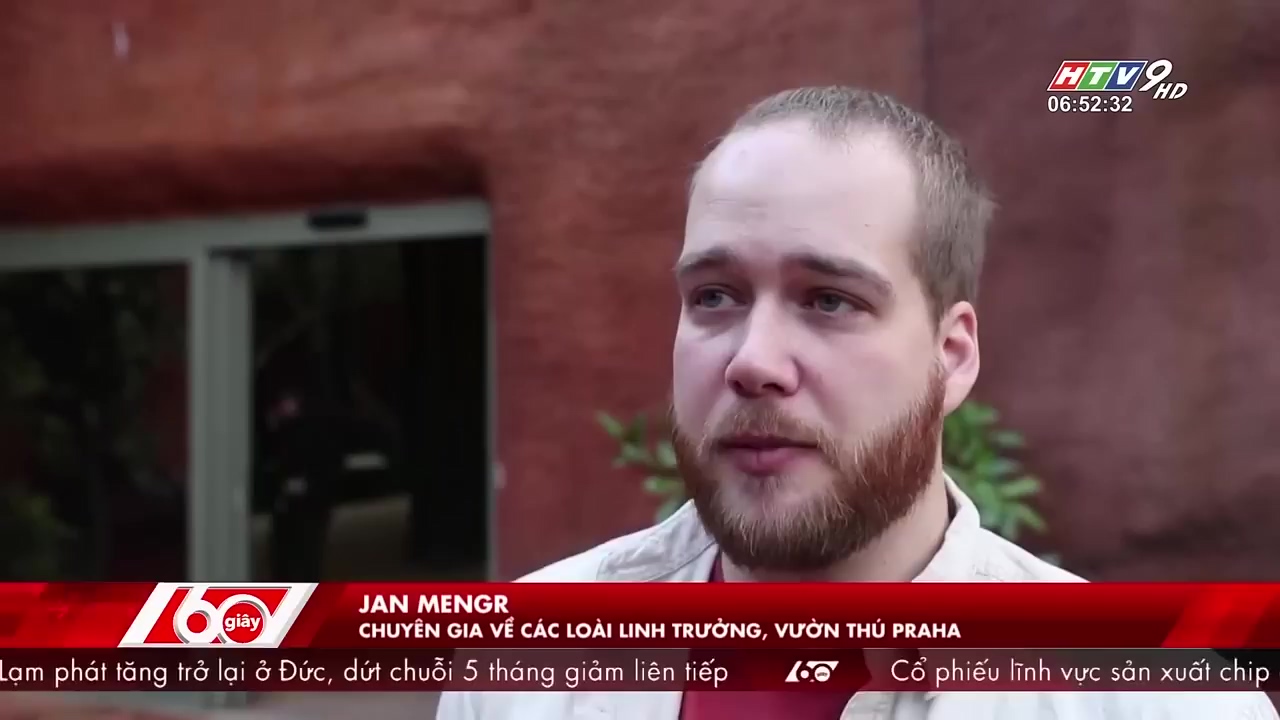 HTV9 HD
06:52:32
60 giây
JAN MENGR
CHUYÊN GIA VỀ CÁC LOÀI LINH TRƯỞNG, VƯỜN THÚ PRAHA
Lạm phát tăng trở lại ở Đức, dứt chuỗi 5 tháng giảm liên tiếp 60 Cổ phiếu lĩnh vực sản xuất chip